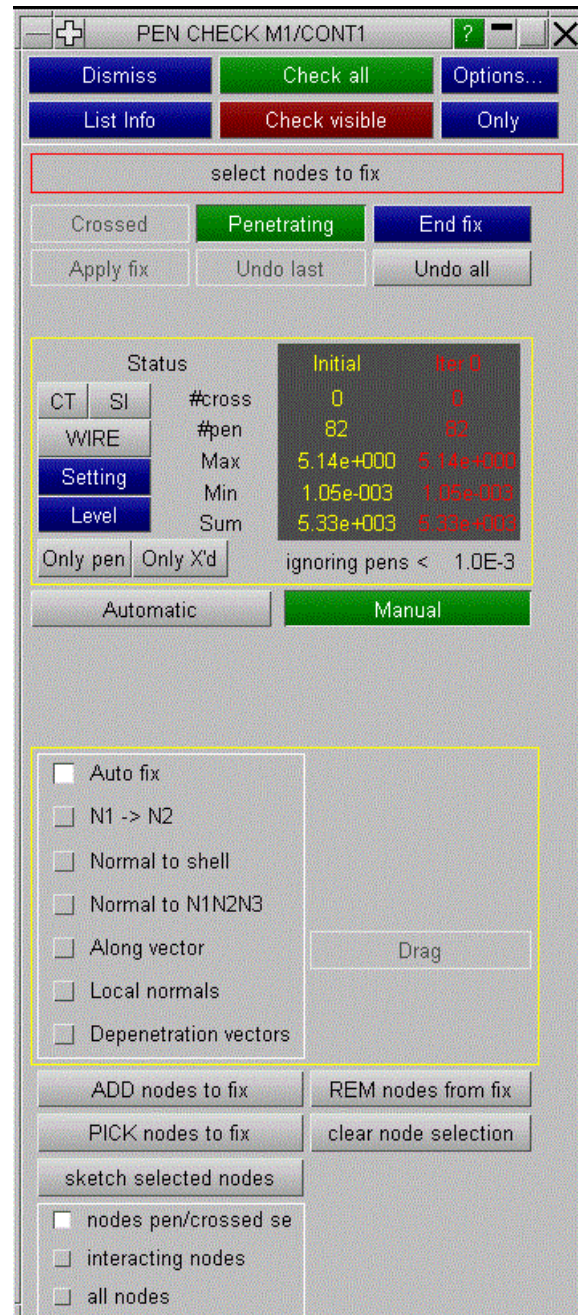 PEN CHECK M1/CONT1 ?
Dismiss Check all Options...
List Info Check visible Only
select nodes to fix
Crossed Penetrating End fix
Apply fix Undo last Undo all
Status Initial Iter 0
CT SI #cross 0 0
WIRE #pen 82 82
Setting Max 5.14e+000 5.14e+000
Min 1.05e-003 1.05e-003
Level Sum 5.33e+003 5.33e+003
Only pen Only X'd ignoring pens < 1.0E-3
Automatic Manual
Auto fix
N1 -> N2
Normal to shell
Normal to N1N2N3
Along vector Drag
Local normals
Depenetration vectors
ADD nodes to fix REM nodes from fix
PICK nodes to fix clear node selection
sketch selected nodes
nodes pen/crossed se
interacting nodes
all nodes